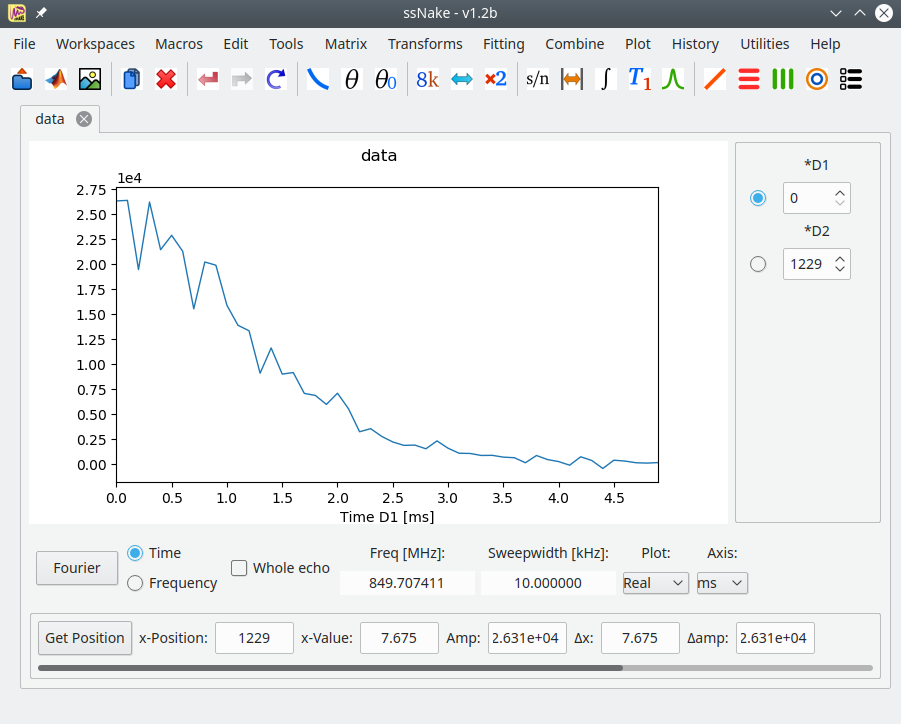 ssNake - v1.2b
File Workspaces Macros Edit Tools Matrix Transforms Fitting Combine Plot History Utilities Help
θ θ0 8k ×2 s/n ∫ T1
data
data
1e4
2.75
2.50
2.25
2.00
1.75
1.50
1.25
1.00
0.75
0.50
0.25
0.00
0.0 0.5 1.0 1.5 2.0 2.5 3.0 3.5 4.0 4.5
Time D1 [ms]
*D1
0
*D2
1229
Fourier
Time
Frequency
Whole echo
Freq [MHz]:
849.707411
Sweepwidth [kHz]:
10.000000
Plot:
Real
Axis:
ms
Get Position x-Position: 1229 x-Value: 7.675 Amp: 2.631e+04 Δx: 7.675 Δamp: 2.631e+04